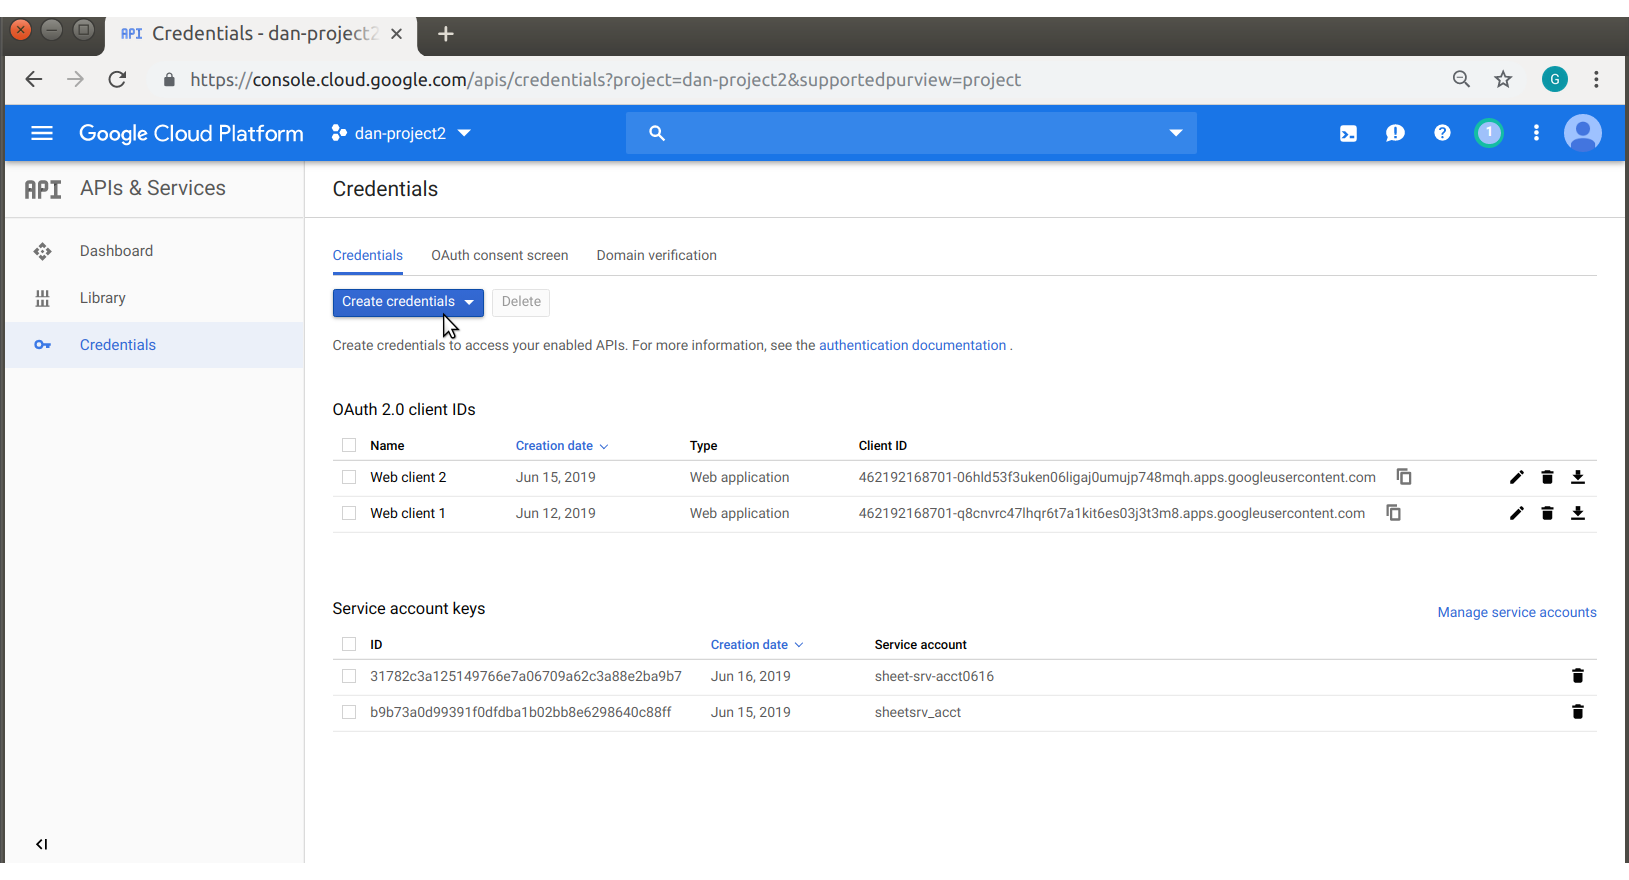 API Credentials - dan-project2
https://console.cloud.google.com/apis/credentials?project=dan-project2&supportedpurview=project
G
Google Cloud Platform
dan-project2
1
API APIs & Services
Credentials
Dashboard
Library
Credentials
Credentials OAuth consent screen Domain verification
Create credentials Delete
Create credentials to access your enabled APIs. For more information, see the authentication documentation .
OAuth 2.0 client IDs
Name Creation date Type Client ID
Web client 2 Jun 15, 2019 Web application 462192168701-06hld53f3uken06ligaj0umujp748mqh.apps.googleusercontent.com
Web client 1 Jun 12, 2019 Web application 462192168701-q8cnvrc47lhqr6t7a1kit6es03j3t3m8.apps.googleusercontent.com
Service account keys
Manage service accounts
ID Creation date Service account
31782c3a125149766e7a06709a62c3a88e2ba9b7 Jun 16, 2019 sheet-srv-acct0616
b9b73a0d99391f0dfdba1b02bb8e6298640c88ff Jun 15, 2019 sheetsrv_acct